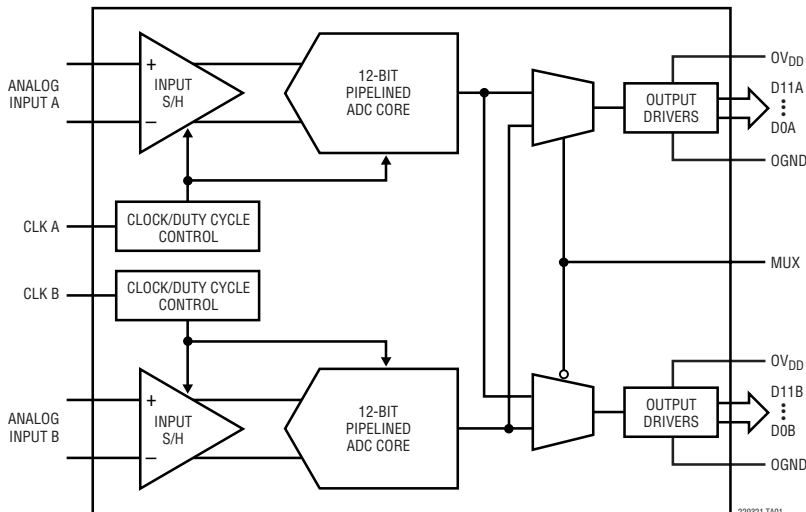 ANALOG
INPUT A
+
−
INPUT
S/H
12-BIT
PIPELINED
ADC CORE
OUTPUT
DRIVERS
OVDD
D11A
D0A
OGND
CLK A
CLOCK/DUTY CYCLE
CONTROL
MUX
CLK B
CLOCK/DUTY CYCLE
CONTROL
ANALOG
INPUT B
+
−
INPUT
S/H
12-BIT
PIPELINED
ADC CORE
OUTPUT
DRIVERS
OVDD
D11B
D0B
OGND